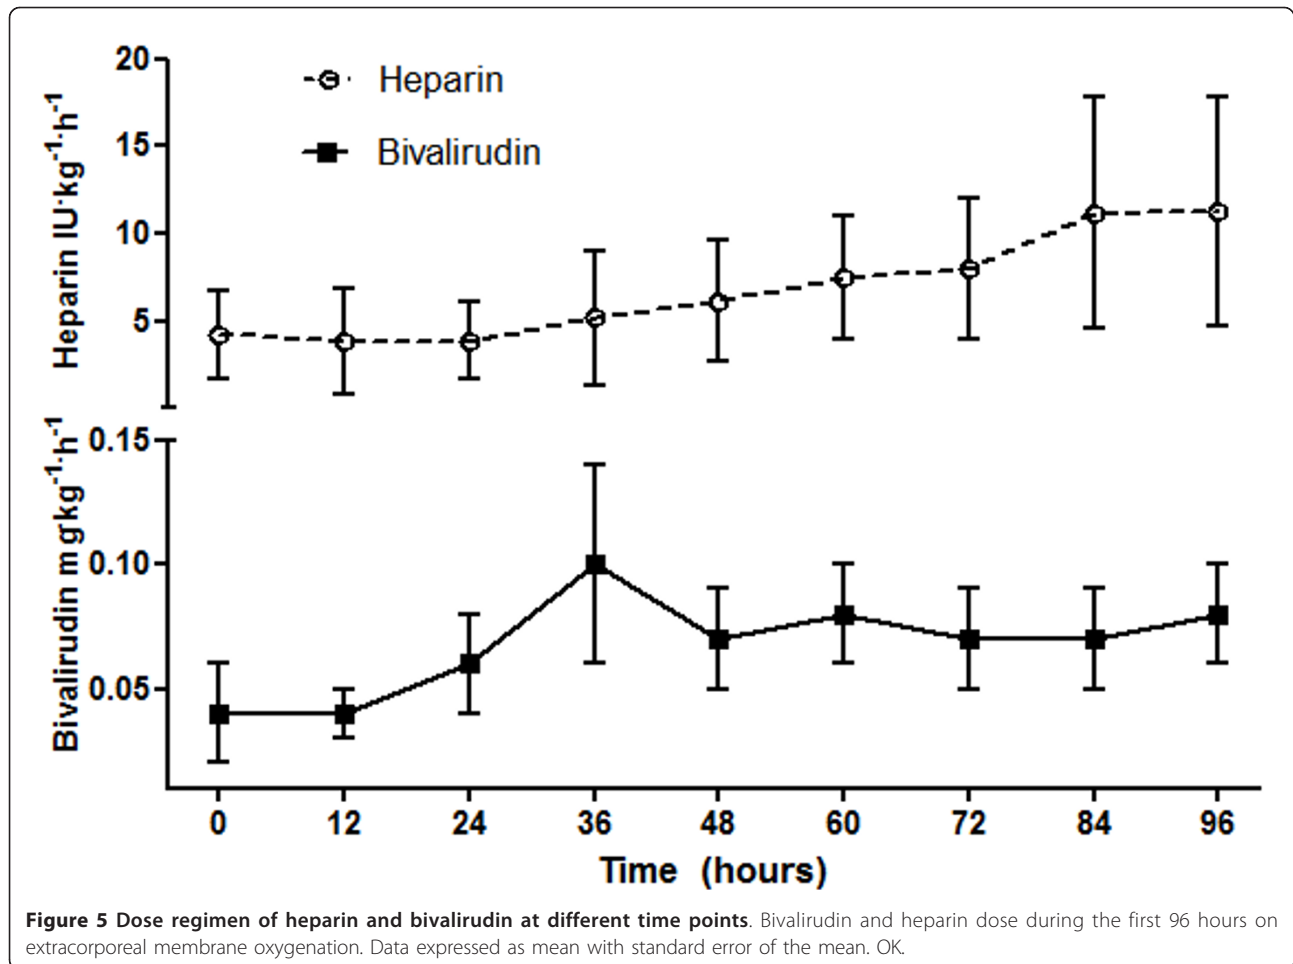 20
Heparin
Bivalirudin
15
10
5
Heparin IU·kg⁻¹·h⁻¹
0.15
0.10
0.05
Bivalirudin mgkg⁻¹·h⁻¹
0 12 24 36 48 60 72 84 96
Time (hours)
Figure 5 Dose regimen of heparin and bivalirudin at different time points. Bivalirudin and heparin dose during the first 96 hours on
extracorporeal membrane oxygenation. Data expressed as mean with standard error of the mean. OK.